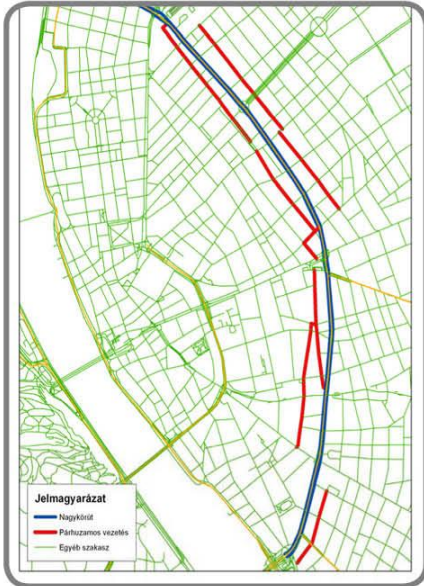 Jelmagyarázat
Nagykörút
Párhuzamos vezetés
Egyéb szakasz